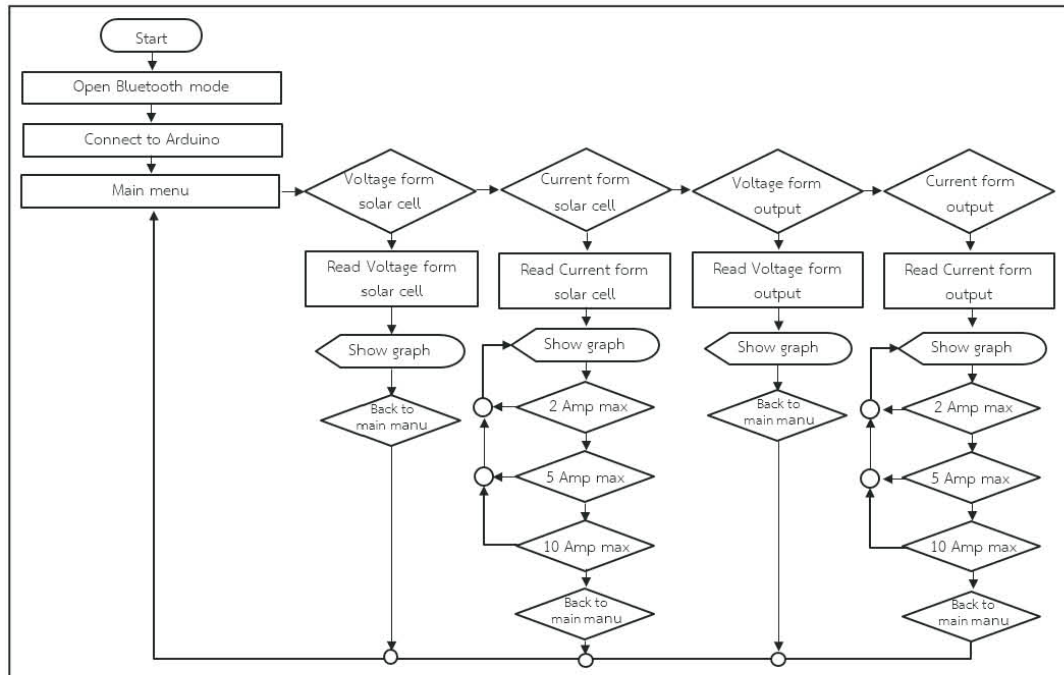 Start
Open Bluetooth mode
Connect to Arduino
Main menu
Voltage form
solar cell
Current form
solar cell
Voltage form
output
Current form
output
Read Voltage form
solar cell
Read Current form
solar cell
Read Voltage form
output
Read Current form
output
Show graph
Show graph
Show graph
Show graph
Back to
main manu
2 Amp max
Back to
main manu
2 Amp max
5 Amp max
5 Amp max
10 Amp max
10 Amp max
Back to
main manu
Back to
main manu